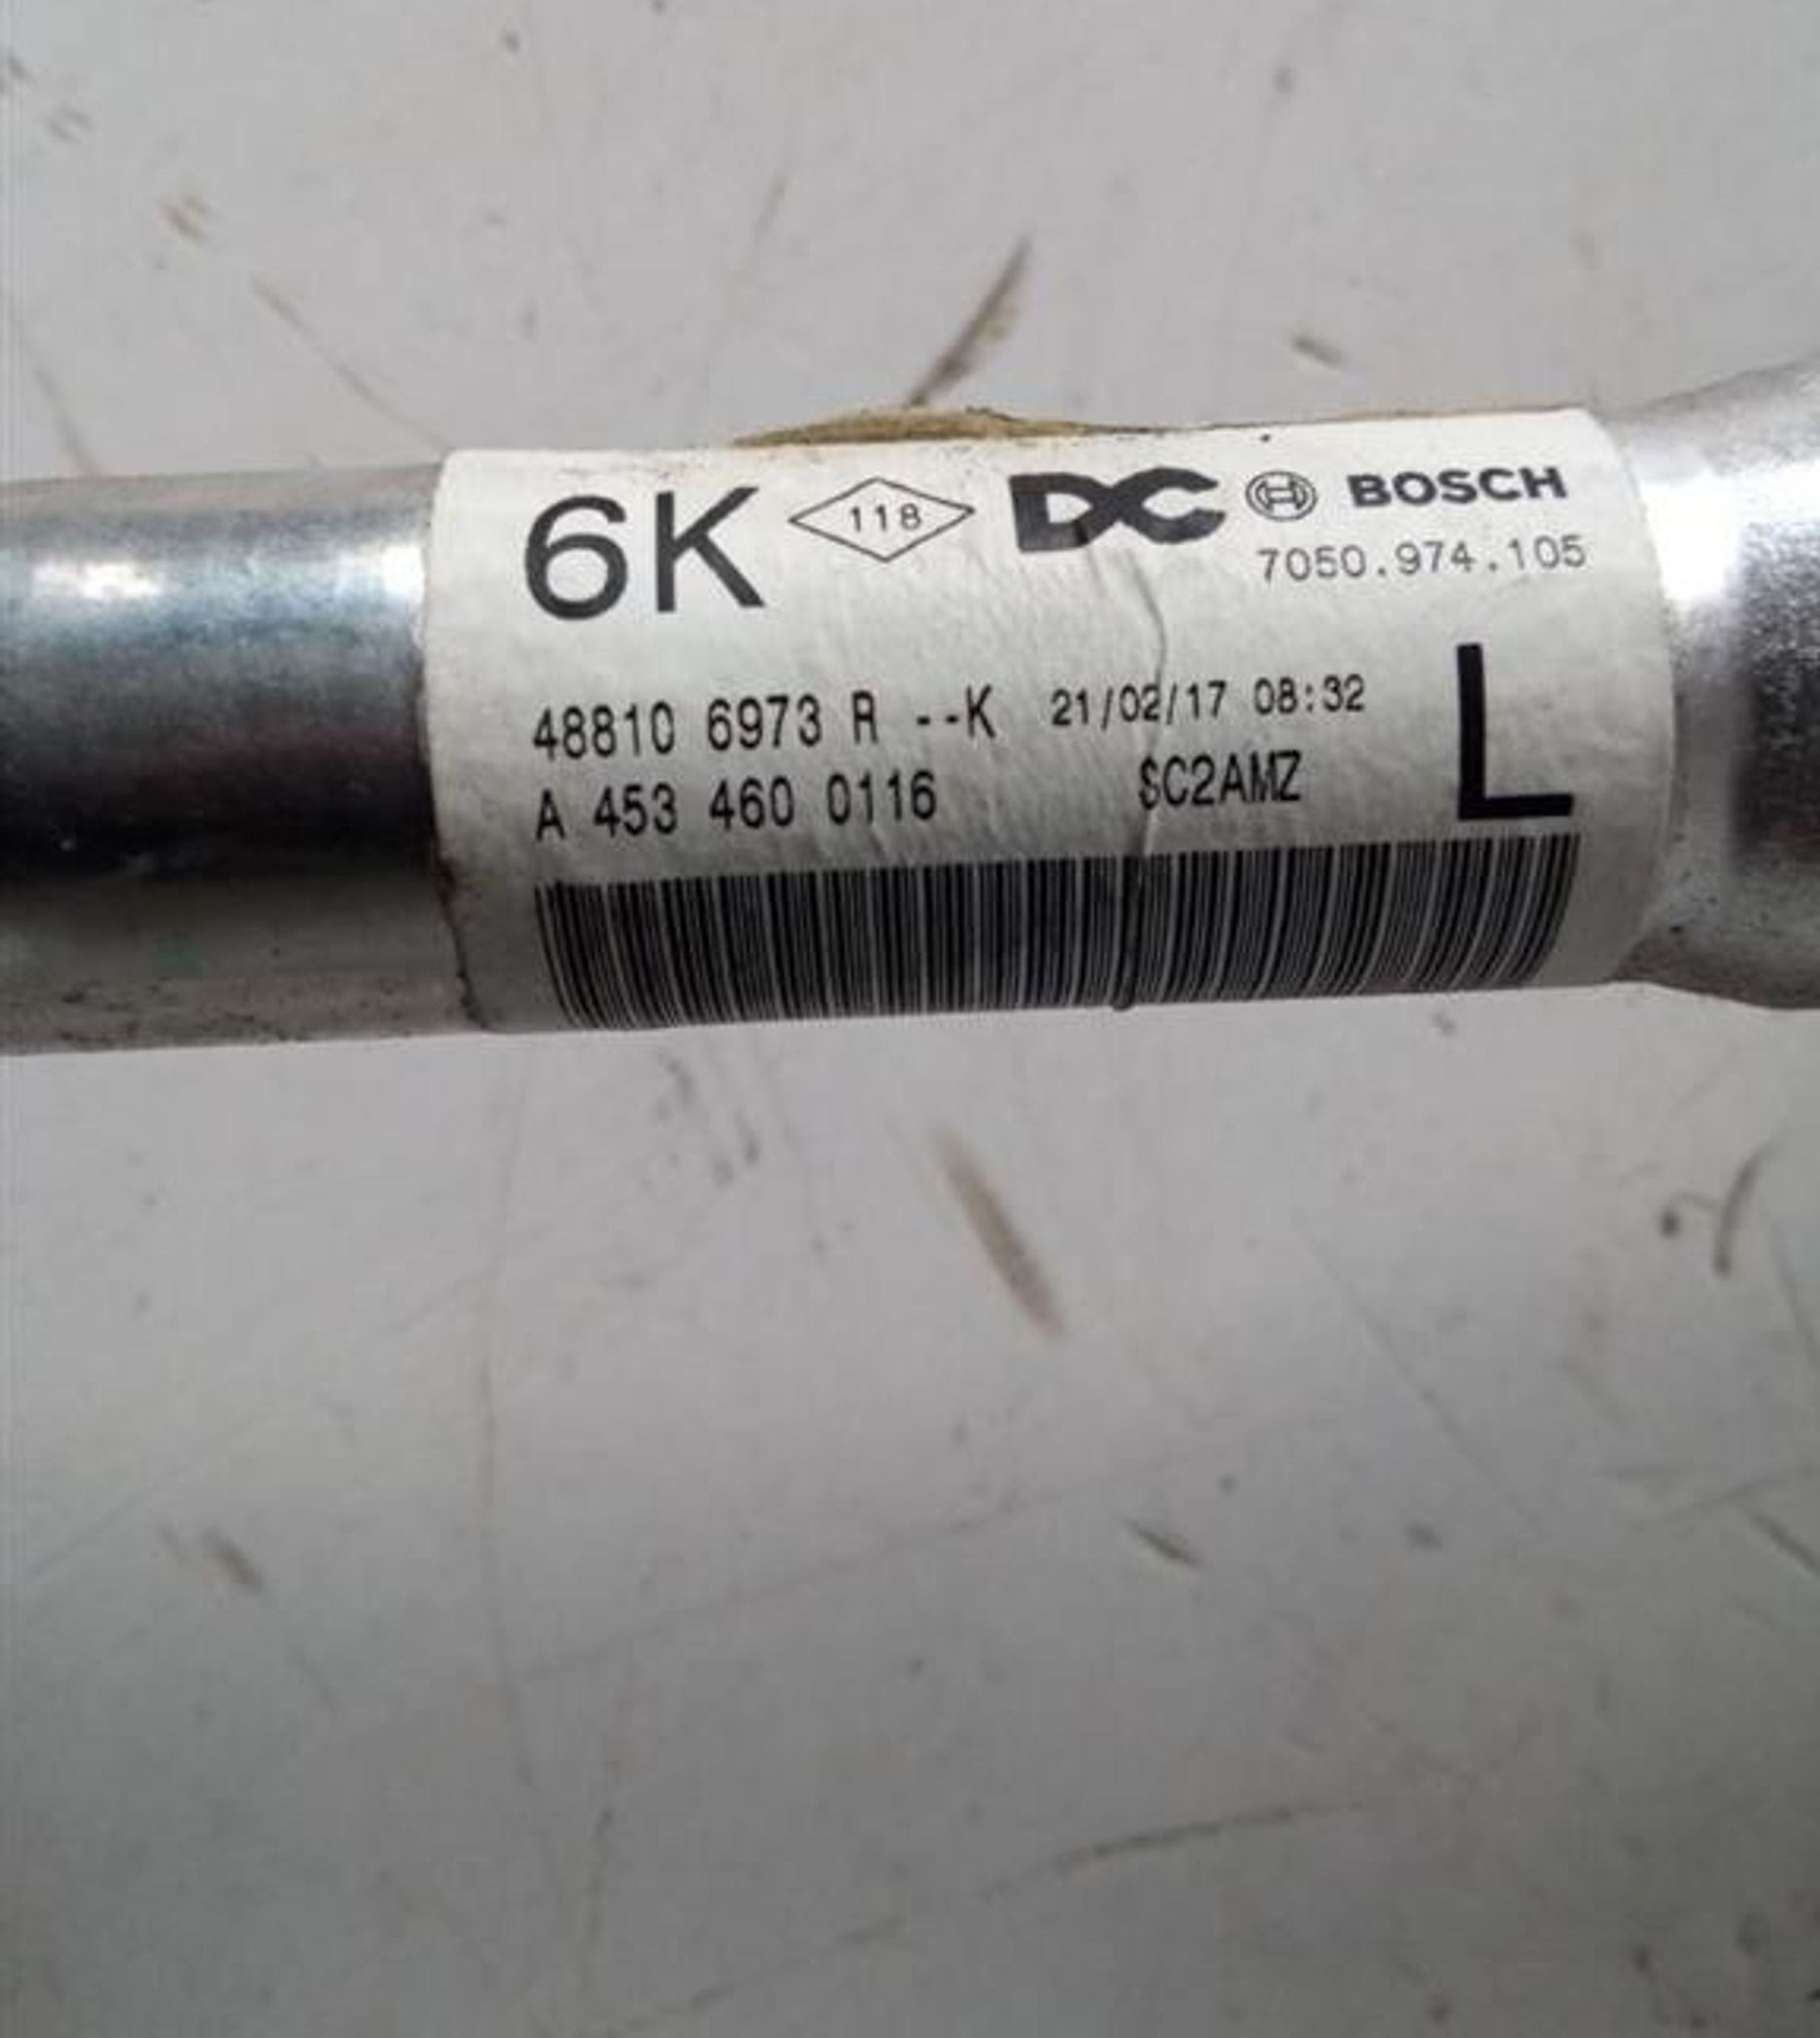 6K 118 DC BOSCH
7050.974.105
48810 6973 R --K 21/02/17 08:32
A 453 460 0116 SC2AMZ
L